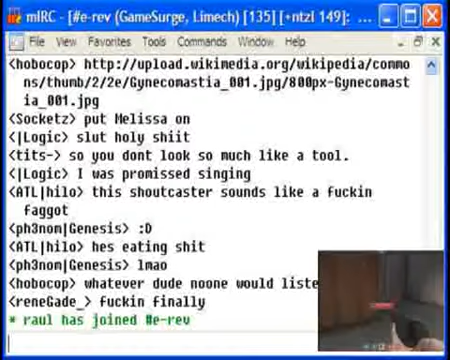 mIRC - [#e-rev (GameSurge, Limech) [135] [+ntzl 149]: ...
File View Favorites Tools Commands Window Help
<hobocop> http://upload.wikimedia.org/wikipedia/commo
ns/thumb/2/2e/Gynecomastia_001.jpg/800px-Gynecomast
ia_001.jpg
<Socketz> put Melissa on
<|Logic> slut holy shiit
<tits-> so you dont look so much like a tool.
<|Logic> I was promissed singing
<ATL|hilo> this shoutcaster sounds like a fuckin
faggot
<ph3nom|Genesis> :D
<ATL|hilo> hes eating shit
<ph3nom|Genesis> lmao
<hobocop> whatever dude noone would liste
<reneGade_> fuckin finally
* raul has joined #e-rev